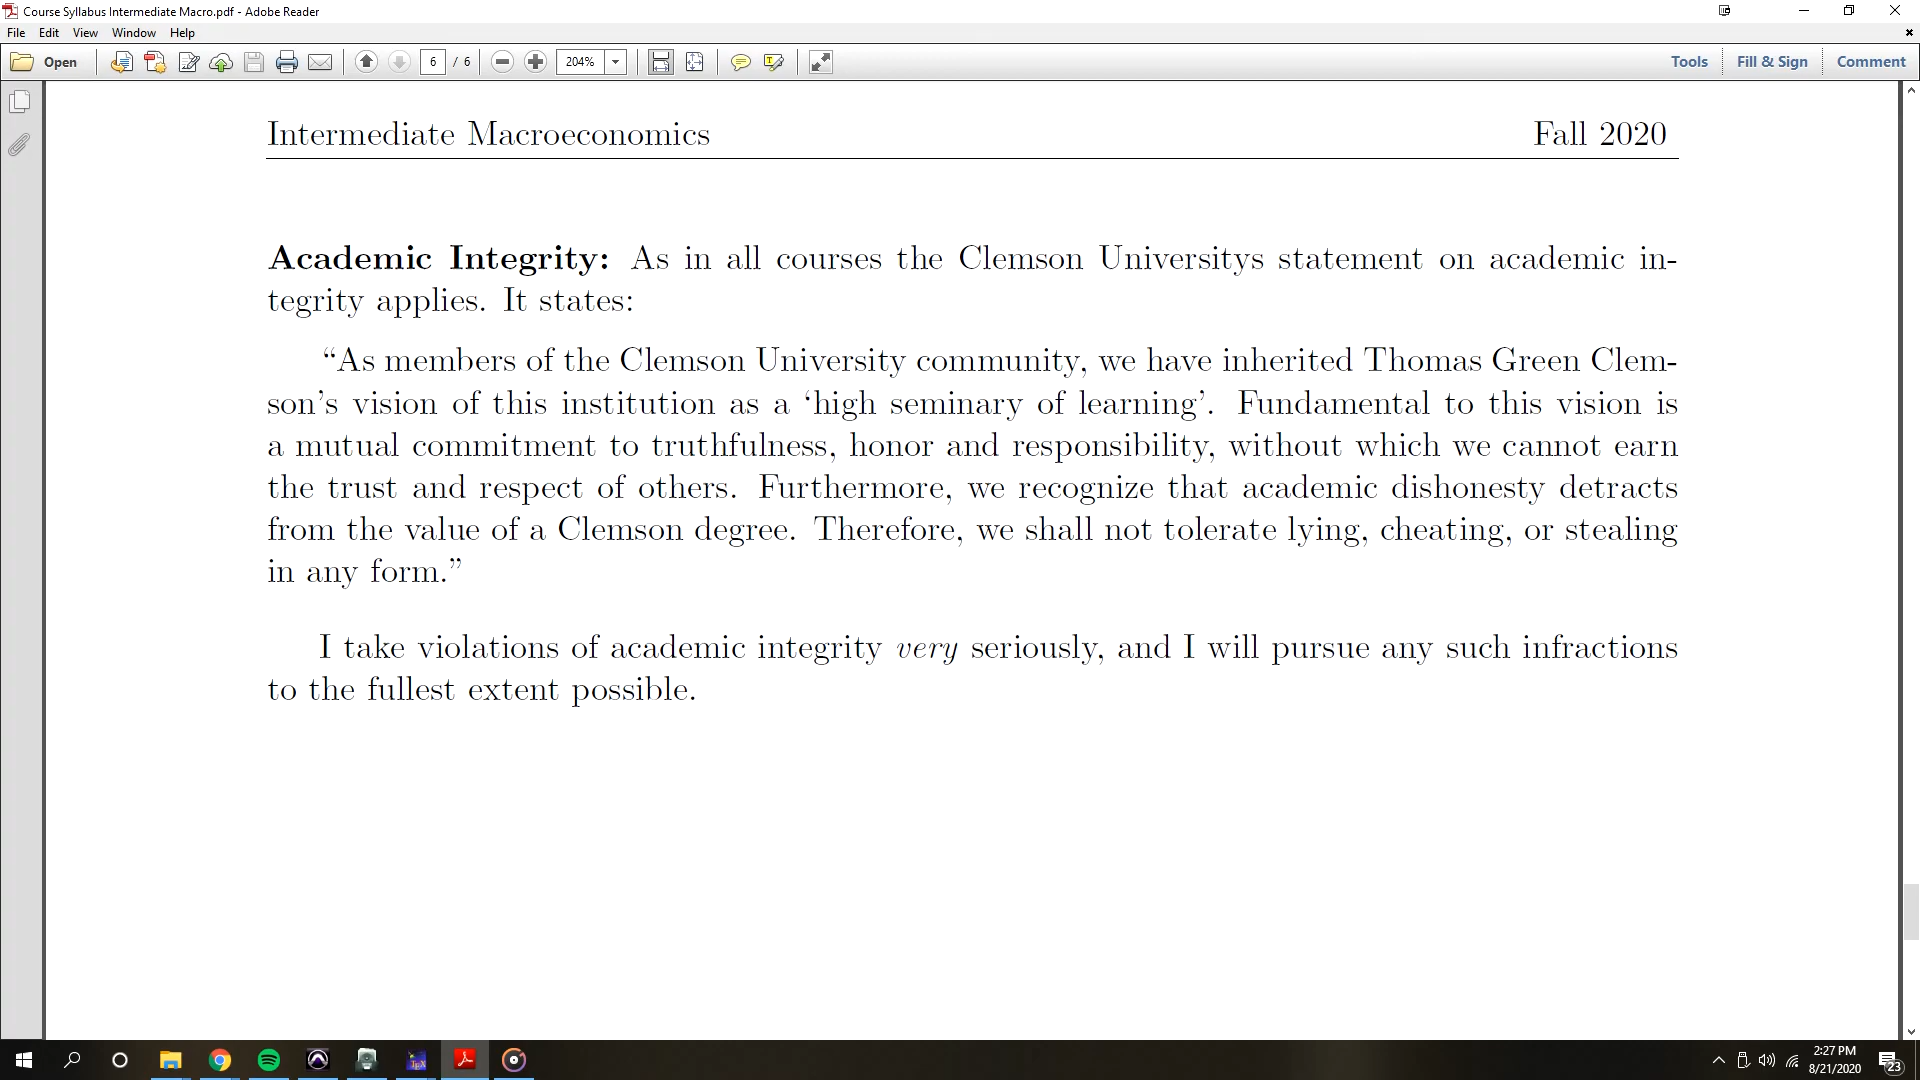 Course Syllabus Intermediate Macro.pdf - Adobe Reader
File Edit View Window Help
Open 6 / 6 204% Tools Fill & Sign Comment
Intermediate Macroeconomics Fall 2020
Academic Integrity: As in all courses the Clemson Universitys statement on academic in-
tegrity applies. It states:
“As members of the Clemson University community, we have inherited Thomas Green Clem-
son’s vision of this institution as a ‘high seminary of learning’. Fundamental to this vision is
a mutual commitment to truthfulness, honor and responsibility, without which we cannot earn
the trust and respect of others. Furthermore, we recognize that academic dishonesty detracts
from the value of a Clemson degree. Therefore, we shall not tolerate lying, cheating, or stealing
in any form.”
I take violations of academic integrity very seriously, and I will pursue any such infractions
to the fullest extent possible.
2:27 PM
8/21/2020
23